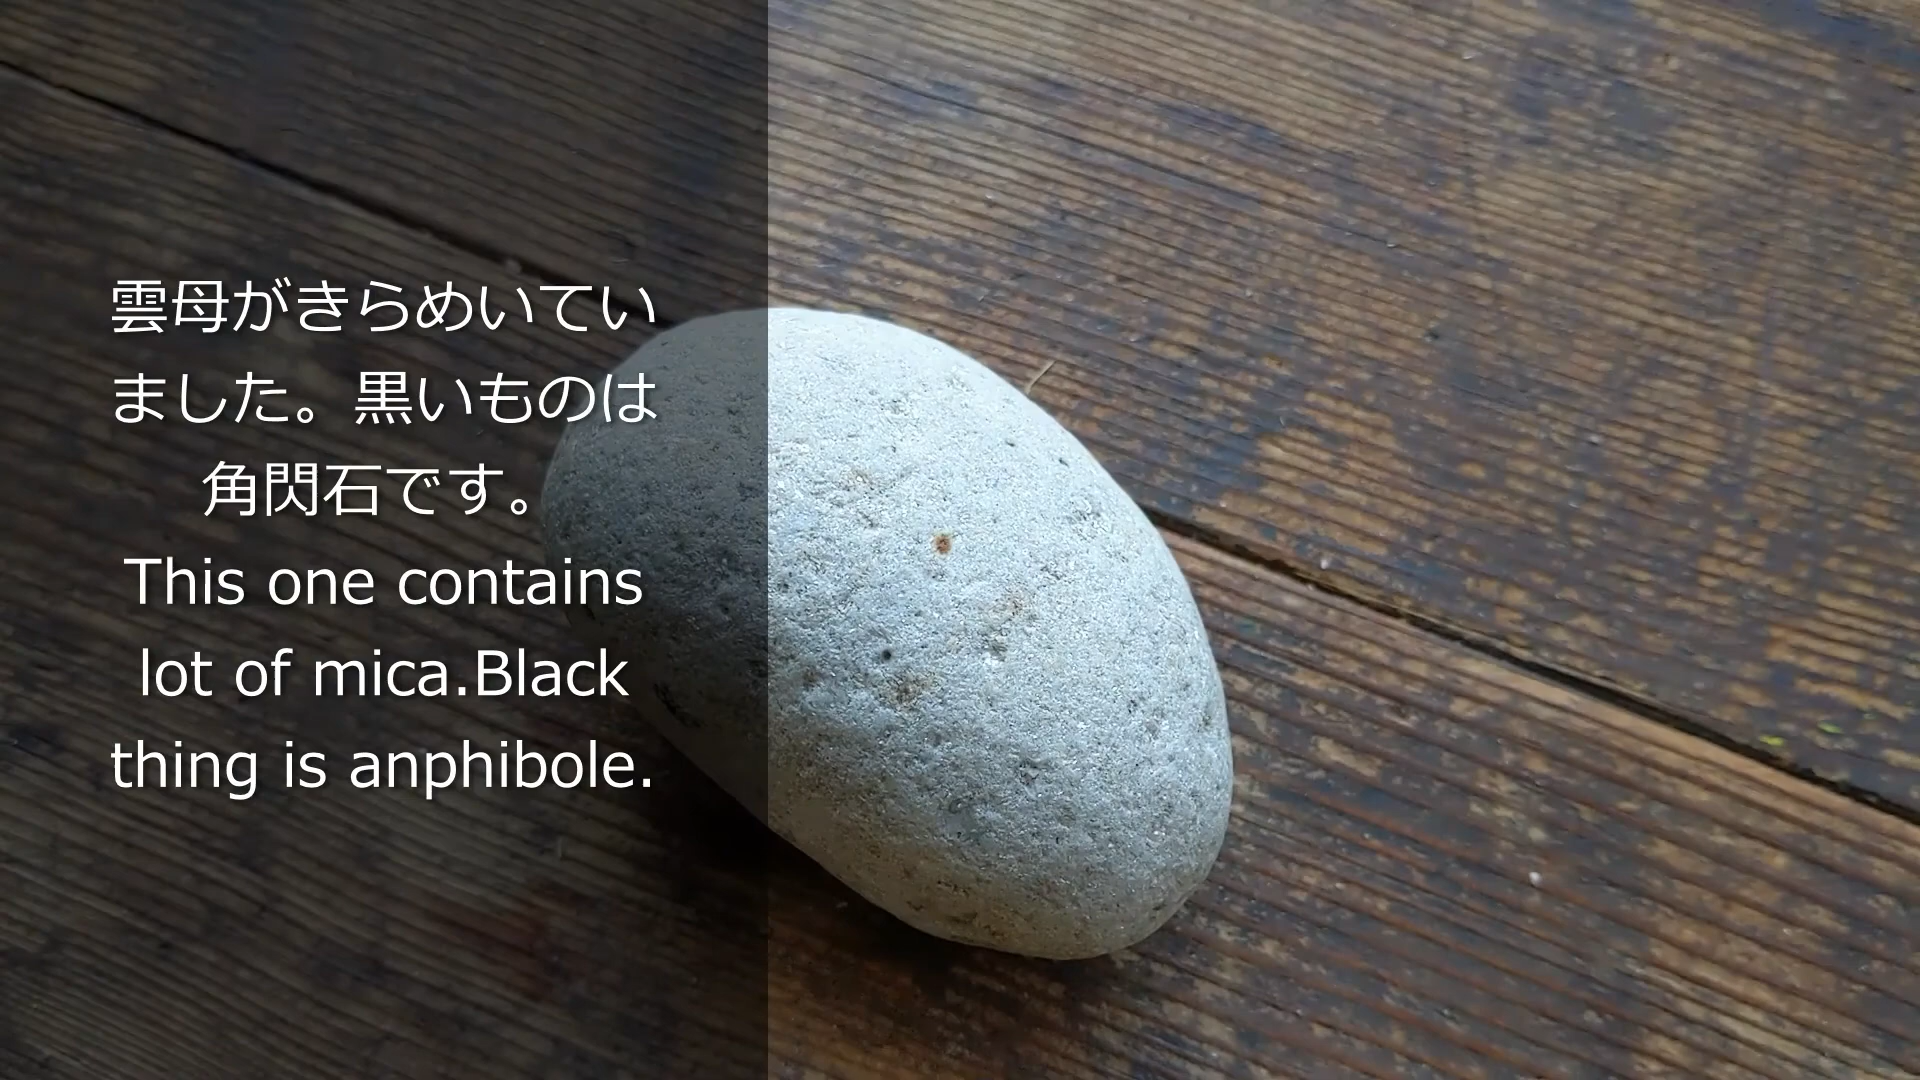 雲母がきらめいてい
ました。黒いものは
角閃石です。
This one contains
lot of mica.Black
thing is anphibole.